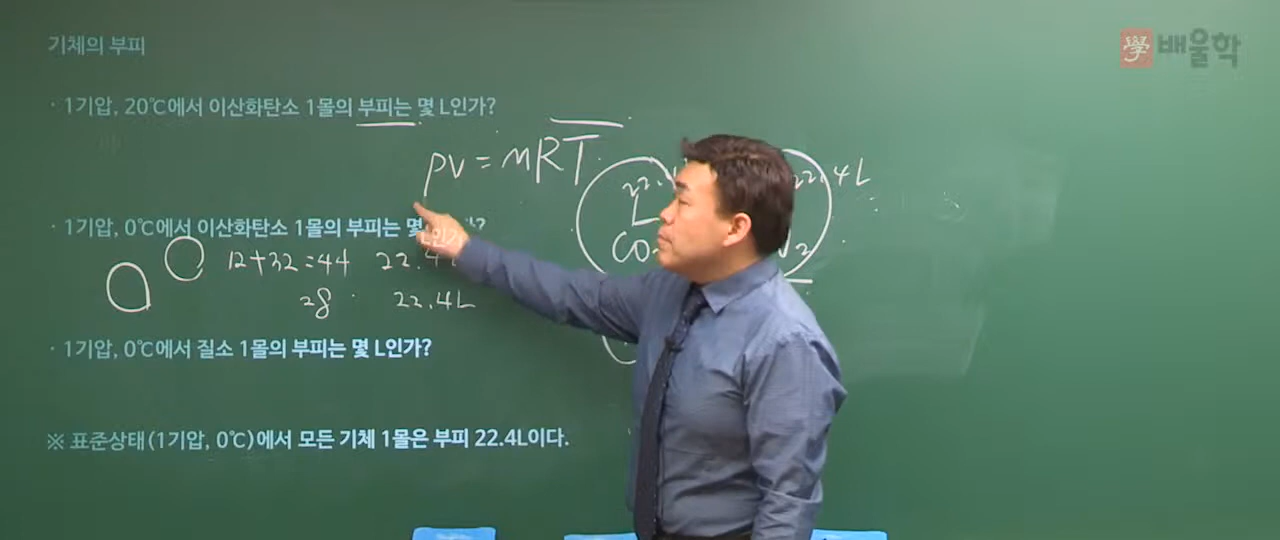 기체의 부피
學 배울학
· 1기압, 20℃에서 이산화탄소 1몰의 부피는 몇 L인가?
PV = nRT
22.4L
· 1기압, 0℃에서 이산화탄소 1몰의 부피는 몇
12+32=44 22.4
28 22.4L
· 1기압, 0℃에서 질소 1몰의 부피는 몇 L인가?
※ 표준상태(1기압, 0℃)에서 모든 기체 1몰은 부피 22.4L이다.